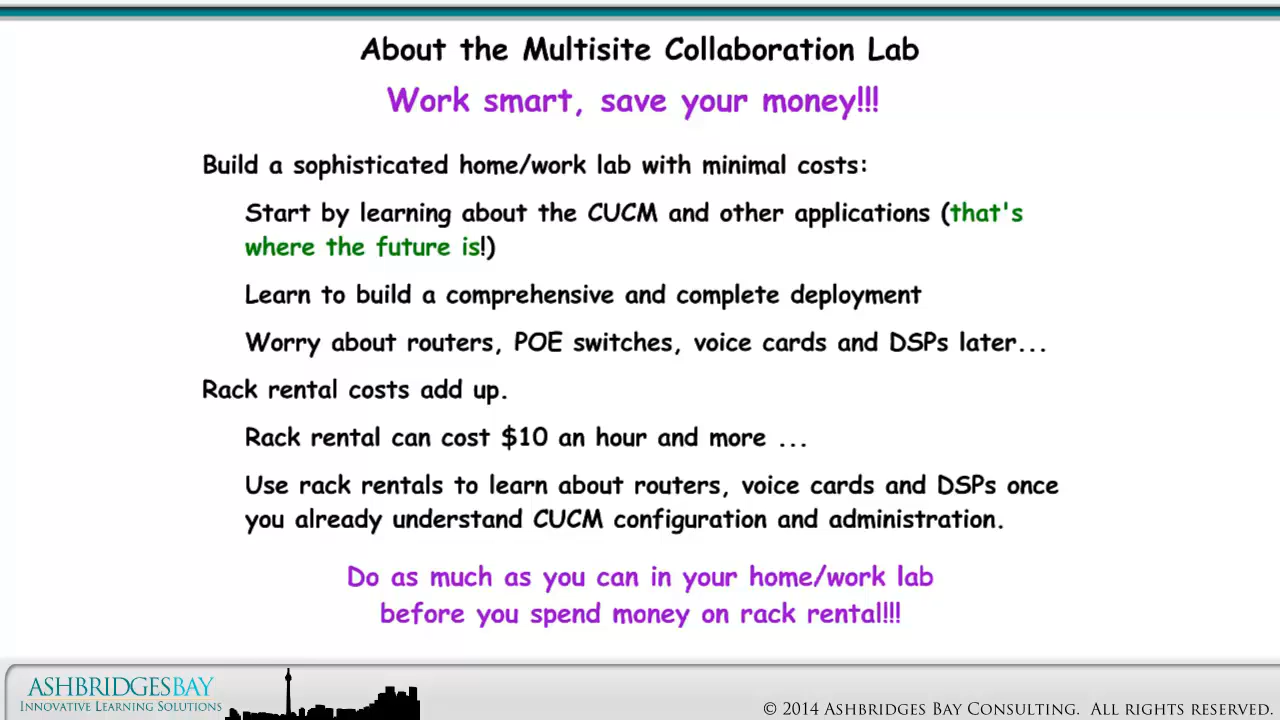 About the Multisite Collaboration Lab
Work smart, save your money!!!
Build a sophisticated home/work lab with minimal costs:
Start by learning about the CUCM and other applications (that's
where the future is!)
Learn to build a comprehensive and complete deployment
Worry about routers, POE switches, voice cards and DSPs later...
Rack rental costs add up.
Rack rental can cost $10 an hour and more ...
Use rack rentals to learn about routers, voice cards and DSPs once
you already understand CUCM configuration and administration.
Do as much as you can in your home/work lab
before you spend money on rack rental!!!
ASHBRIDGESBAY
INNOVATIVE LEARNING SOLUTIONS
© 2014 ASHBRIDGES BAY CONSULTING. ALL RIGHTS RESERVED.